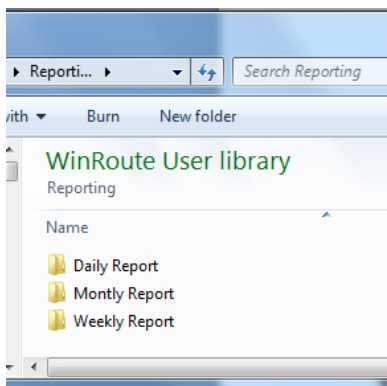 Reporti...
Search Reporting
with
Burn
New folder
WinRoute User library
Reporting
Name
Daily Report
Montly Report
Weekly Report